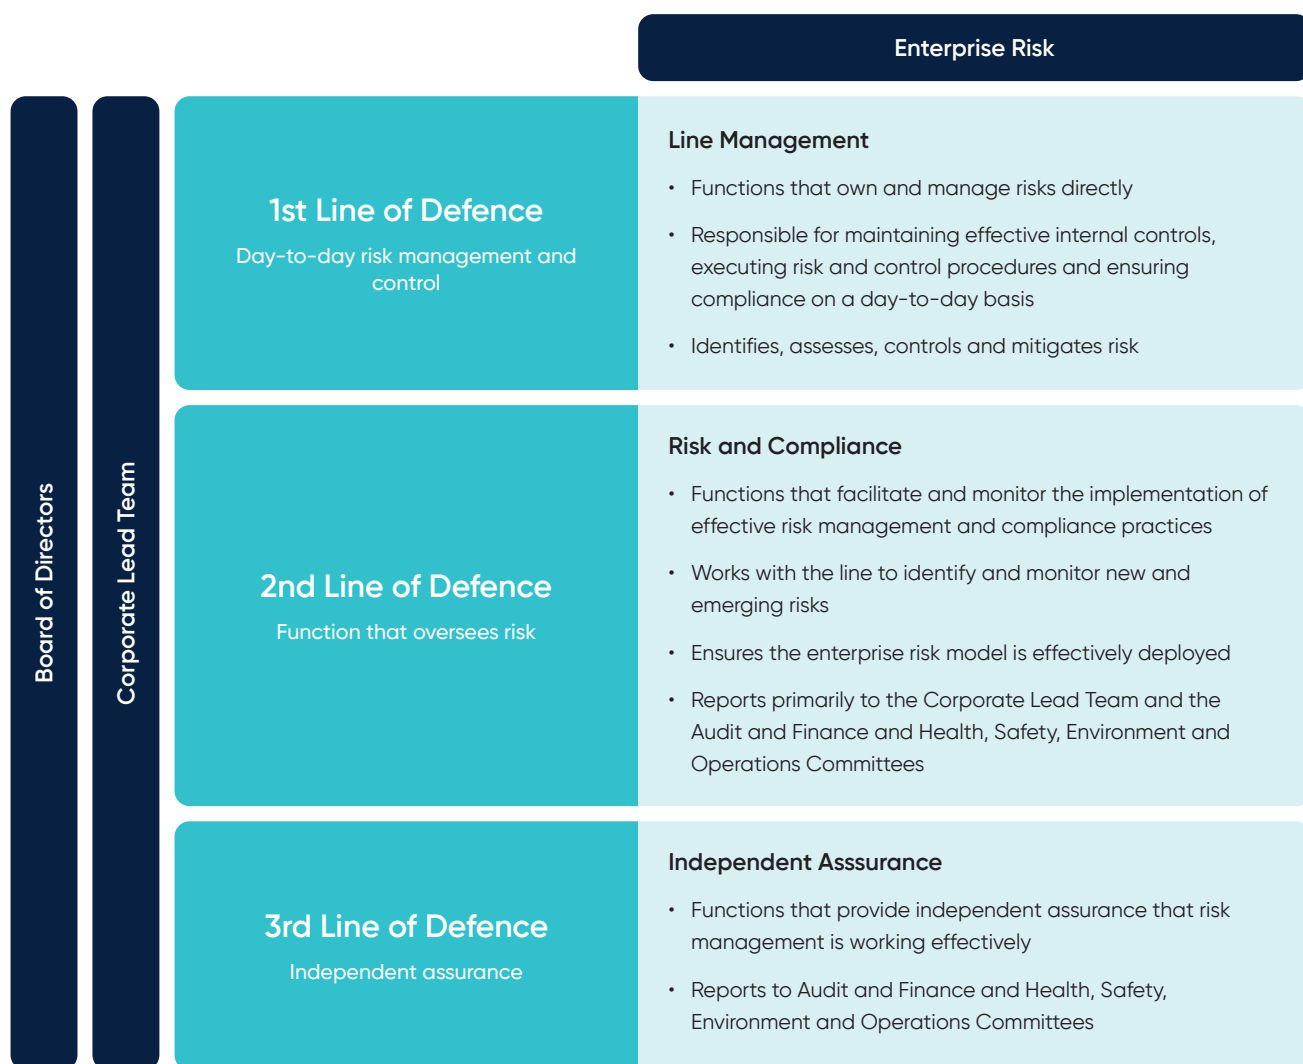 Enterprise Risk
Board of Directors
Corporate Lead Team
1st Line of Defence
Day-to-day risk management and
control
Line Management
• Functions that own and manage risks directly
• Responsible for maintaining effective internal controls,
executing risk and control procedures and ensuring
compliance on a day-to-day basis
• Identifies, assesses, controls and mitigates risk
2nd Line of Defence
Function that oversees risk
Risk and Compliance
• Functions that facilitate and monitor the implementation of
effective risk management and compliance practices
• Works with the line to identify and monitor new and
emerging risks
• Ensures the enterprise risk model is effectively deployed
• Reports primarily to the Corporate Lead Team and the
Audit and Finance and Health, Safety, Environment and
Operations Committees
3rd Line of Defence
Independent assurance
Independent Asssurance
• Functions that provide independent assurance that risk
management is working effectively
• Reports to Audit and Finance and Health, Safety,
Environment and Operations Committees